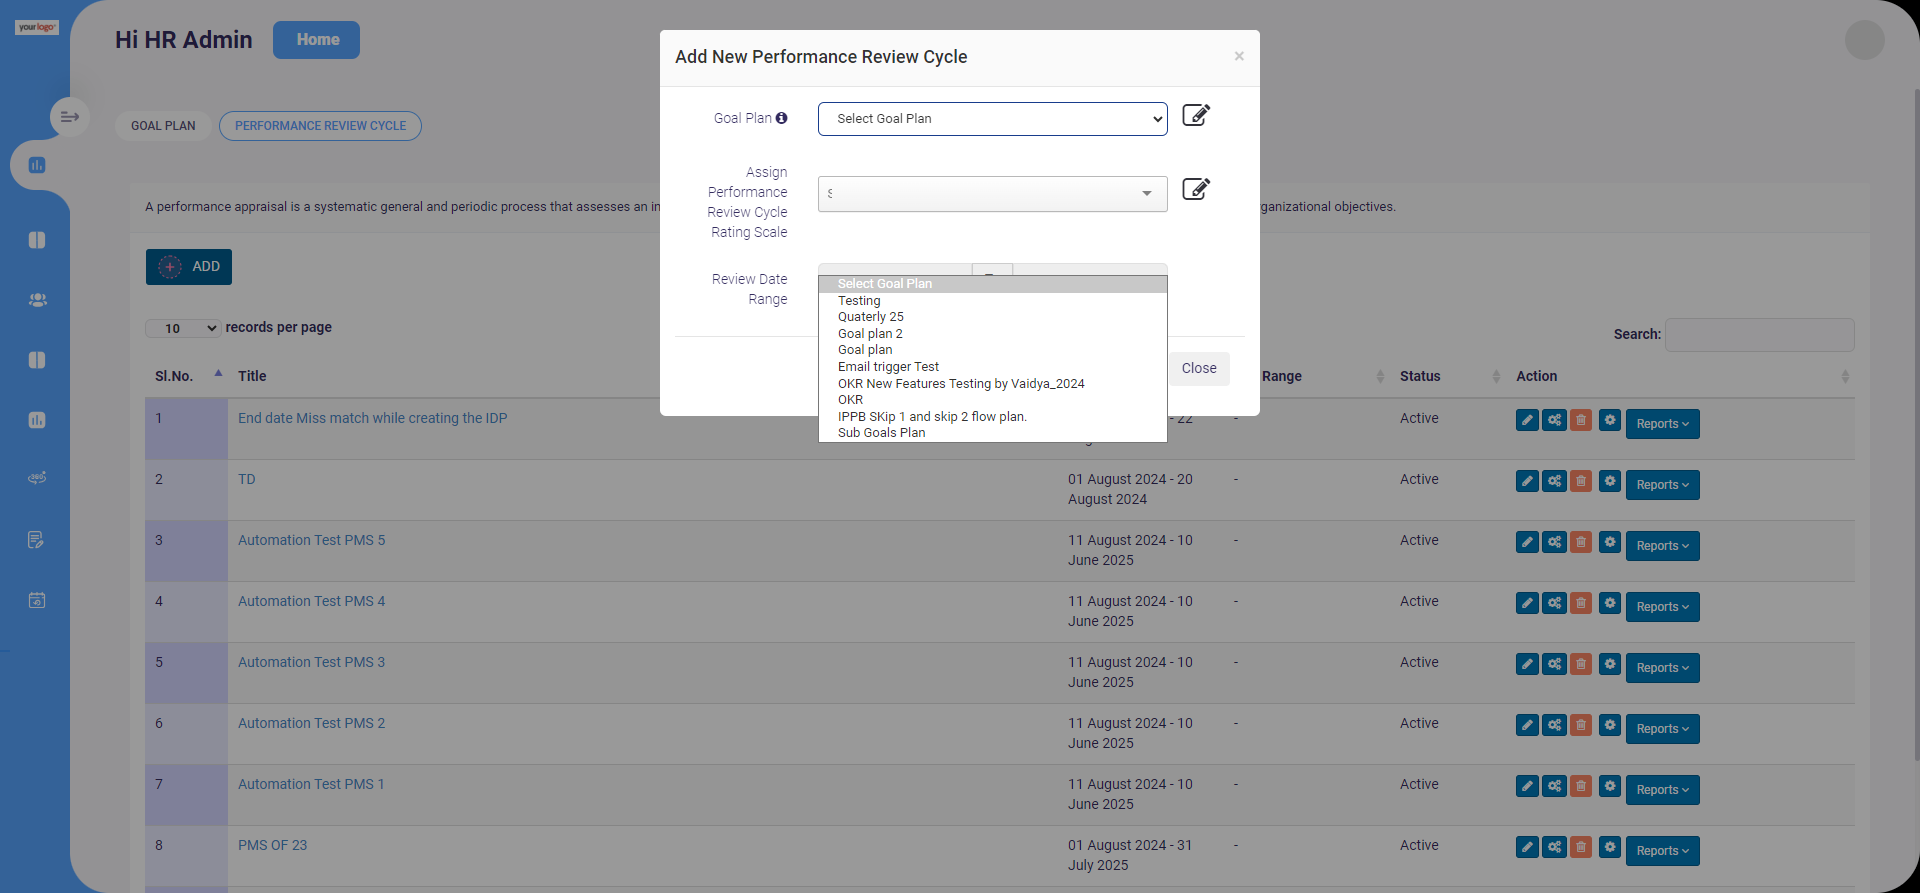 your logo
Hi HR Admin
Home
GOAL PLAN
PERFORMANCE REVIEW CYCLE
A performance appraisal is a systematic general and periodic process that assesses an in
ganizational objectives.
ADD
10 records per page
Search:
Sl.No. Title Range Status Action
1 End date Miss match while creating the IDP - 22 Active Reports
2 TD 01 August 2024 - 20 - Active Reports
August 2024
3 Automation Test PMS 5 11 August 2024 - 10 - Active Reports
June 2025
4 Automation Test PMS 4 11 August 2024 - 10 - Active Reports
June 2025
5 Automation Test PMS 3 11 August 2024 - 10 - Active Reports
June 2025
6 Automation Test PMS 2 11 August 2024 - 10 - Active Reports
June 2025
7 Automation Test PMS 1 11 August 2024 - 10 - Active Reports
June 2025
8 PMS OF 23 01 August 2024 - 31 - Active Reports
July 2025
Add New Performance Review Cycle
×
Goal Plan
Select Goal Plan
Assign
Performance
Review Cycle
Rating Scale
Review Date
Range
Select Goal Plan
Testing
Quaterly 25
Goal plan 2
Goal plan
Email trigger Test
OKR New Features Testing by Vaidya_2024
OKR
IPPB SKip 1 and skip 2 flow plan.
Sub Goals Plan
Close
360